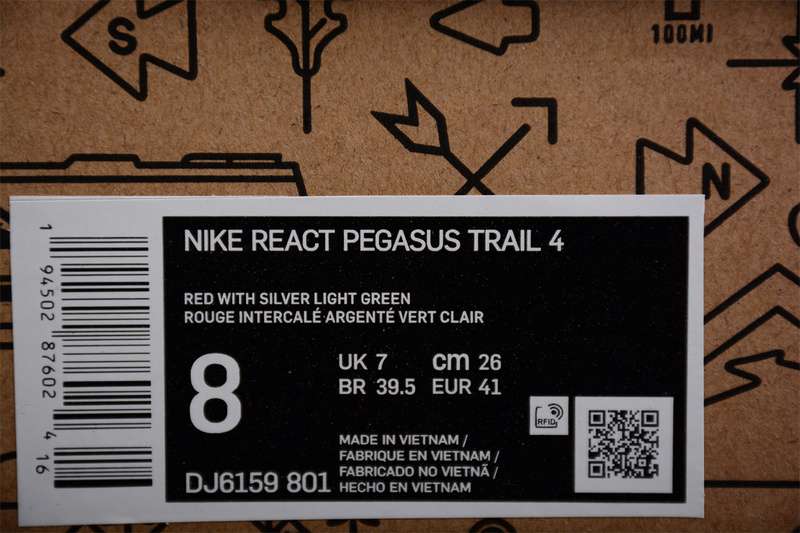 S
100MI
N
NIKE REACT PEGASUS TRAIL 4
RED WITH SILVER LIGHT GREEN
ROUGE INTERCALÉ ARGENTÉ VERT CLAIR
8
UK 7 cm 26
BR 39.5 EUR 41
RFID
MADE IN VIETNAM /
FABRIQUE EN VIETNAM /
FABRICADO NO VIETNÃ /
HECHO EN VIETNAM
DJ6159 801
1 94502 87602 4 16